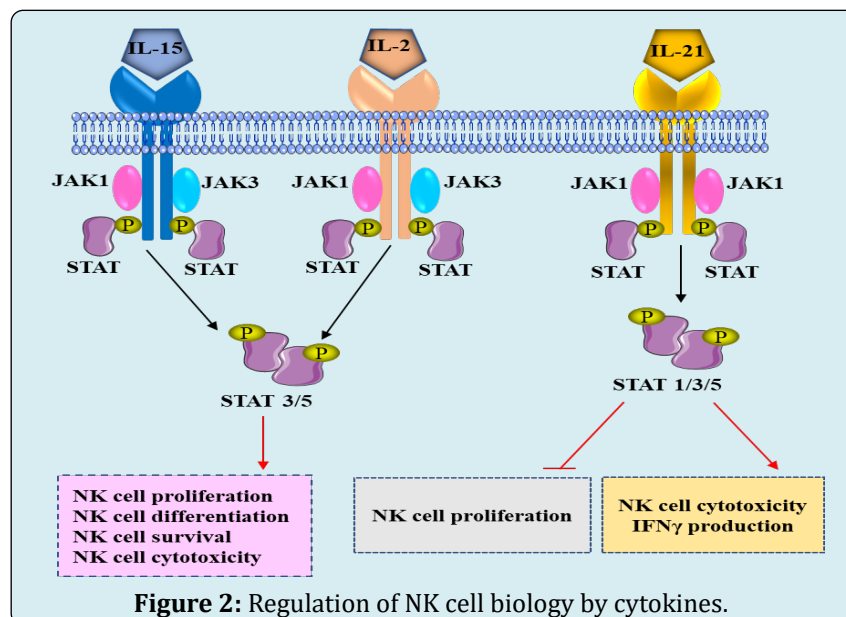 IL-15
IL-2
IL-21
JAK1
JAK3
JAK1
JAK3
JAK1
JAK1
P
P
P
P
P
P
STAT
STAT
STAT
STAT
STAT
STAT
P
P
STAT 3/5
P
P
STAT 1/3/5
NK cell proliferation
NK cell differentiation
NK cell survival
NK cell cytotoxicity
NK cell proliferation
NK cell cytotoxicity
IFNγ production
Figure 2: Regulation of NK cell biology by cytokines.